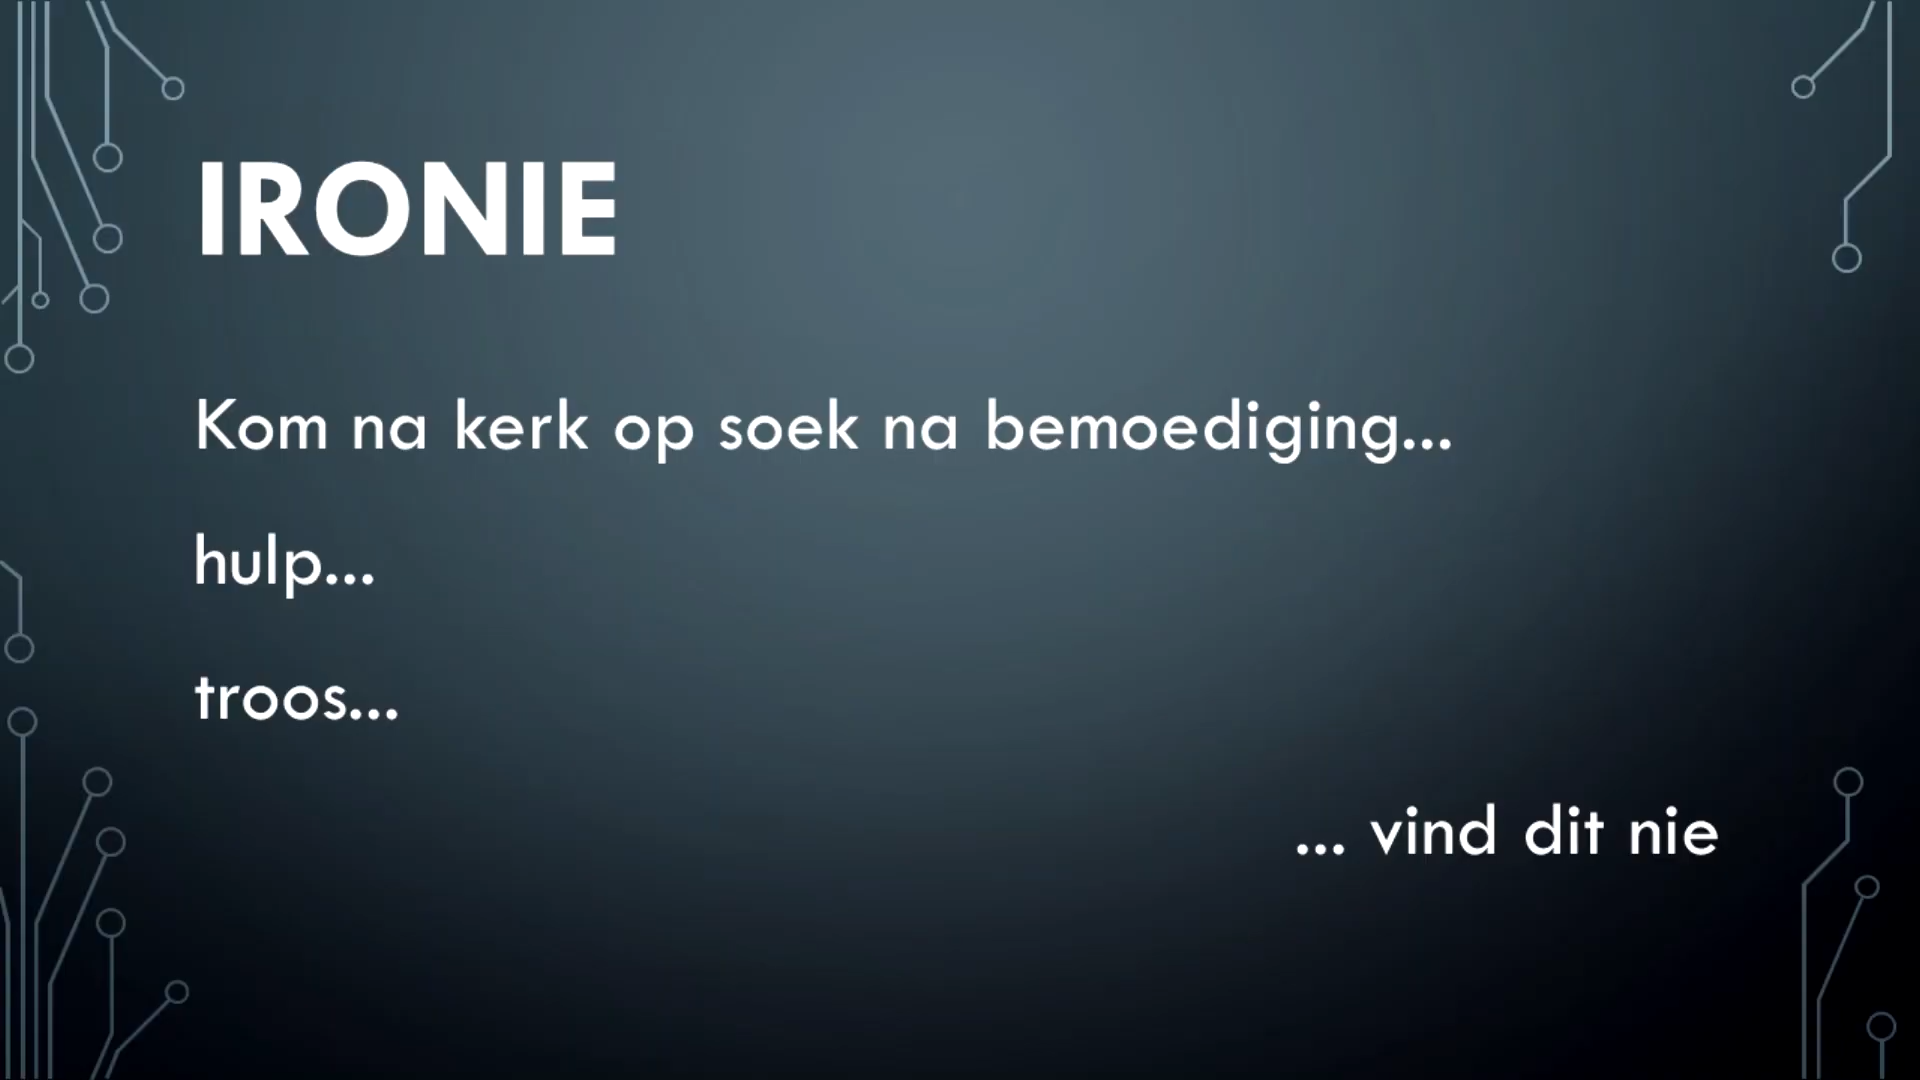 IRONIE
Kom na kerk op soek na bemoediging...
hulp...
troos...
... vind dit nie